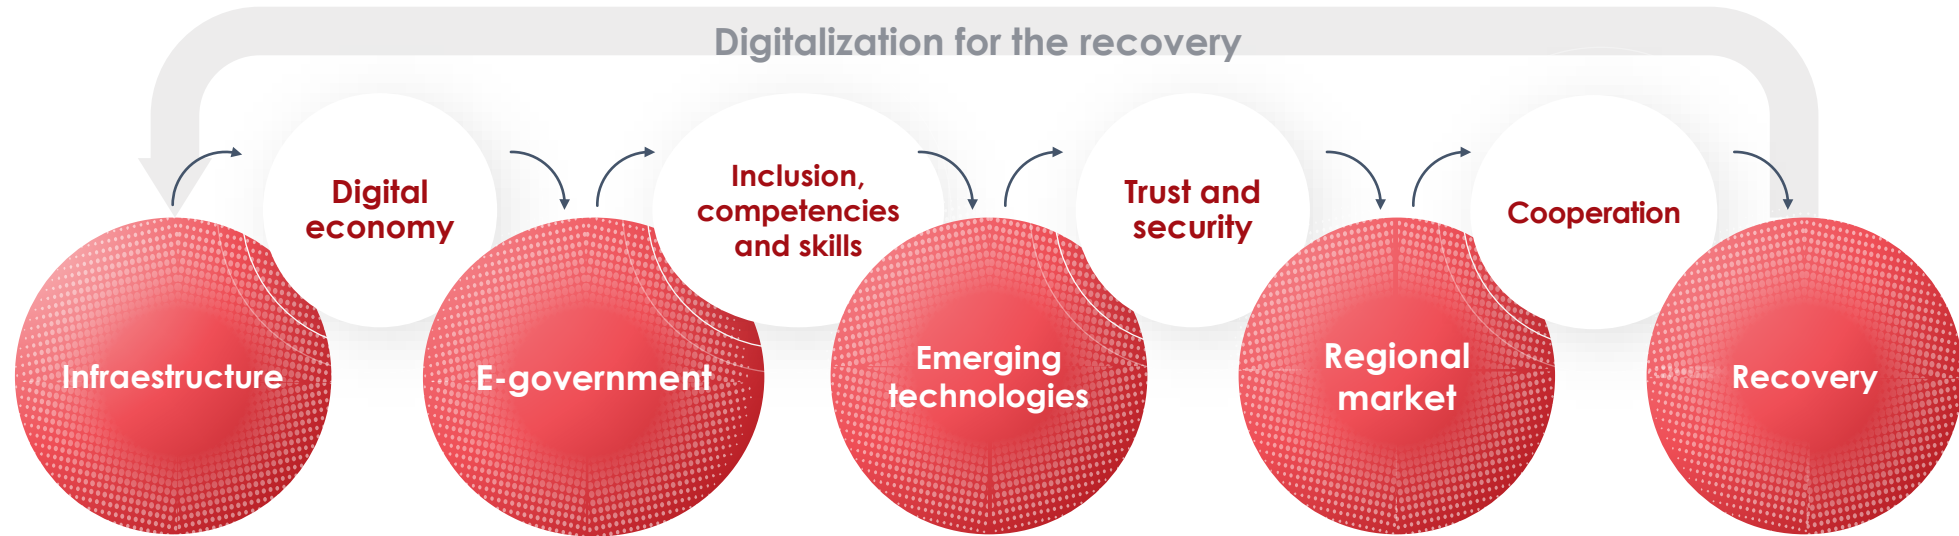 Digitalization for the recovery
Infraestructure
Digital
economy
E-government
Inclusion,
competencies
and skills
Emerging
technologies
Trust and
security
Regional
market
Cooperation
Recovery